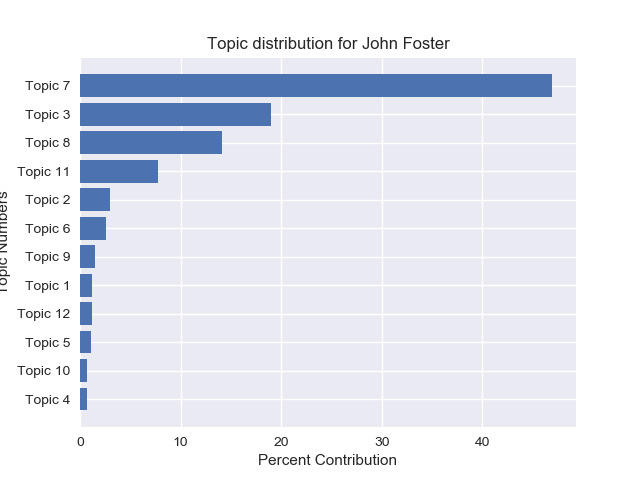 Topic distribution for John Foster
Topic 7
Topic 3
Topic 8
Topic 11
Topic 2
Topic 6
Topic 9
Topic 1
Topic 12
Topic 5
Topic 10
Topic 4
Topic Numbers
0 10 20 30 40
Percent Contribution